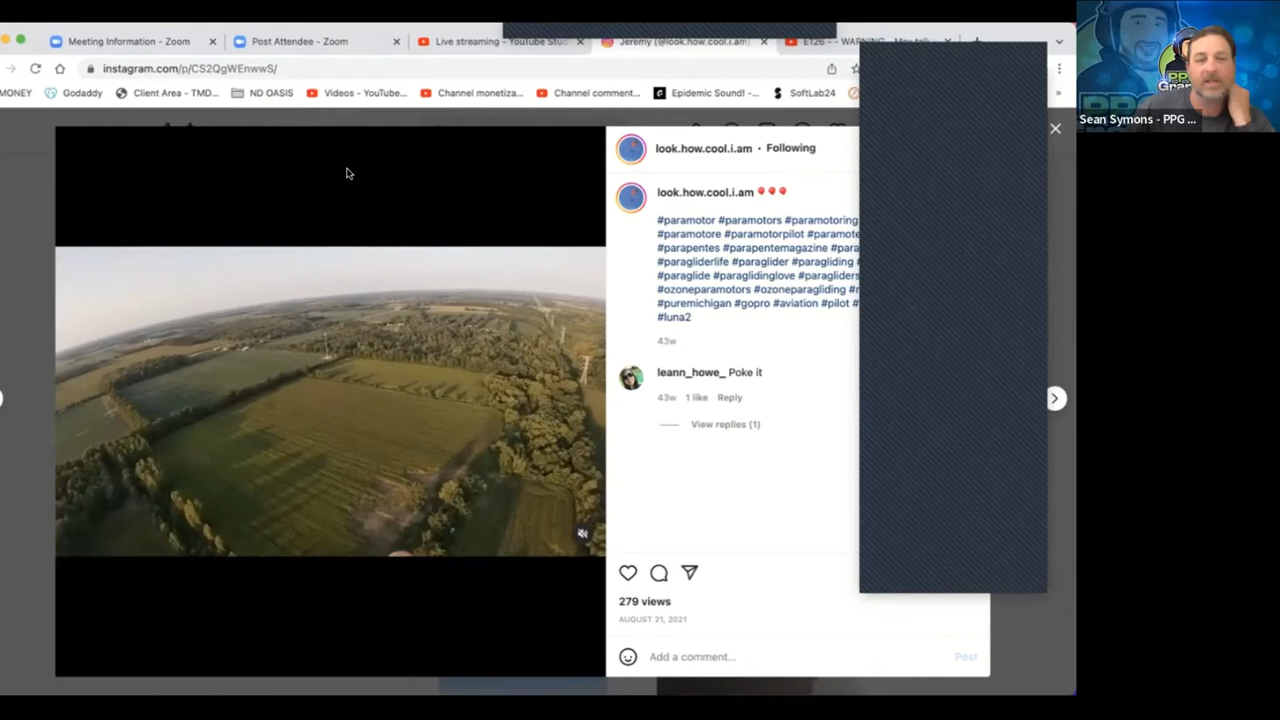 Meeting Information - Zoom
Post Attendee - Zoom
Live streaming - YouTube Stu
Jeremy (@look.how.cool.i.am)
E126 - - WARNING
instagram.com/p/CS2QgWEnwwS/
MONEY
Godaddy
Client Area - TMD...
ND OASIS
Videos - YouTube...
Channel monetiza...
Channel comment...
Epidemic Sound! -...
SoftLab24
»
Sean Symons - PPG ...
look.how.cool.i.am • Following
look.how.cool.i.am 🎈🎈🎈
#paramotor #paramotors #paramotoring
#paramotore #paramotorpilot #paramote
#parapentes #parapentemagazine #para
#paragliderlife #paraglider #paragliding #
#paraglide #paraglidinglove #paragliders
#ozoneparamotors #ozoneparagliding #
#puremichigan #gopro #aviation #pilot #
#luna2
43w
leann_howe_ Poke it
43w 1 like Reply
View replies (1)
279 views
AUGUST 21, 2021
Add a comment...
Post